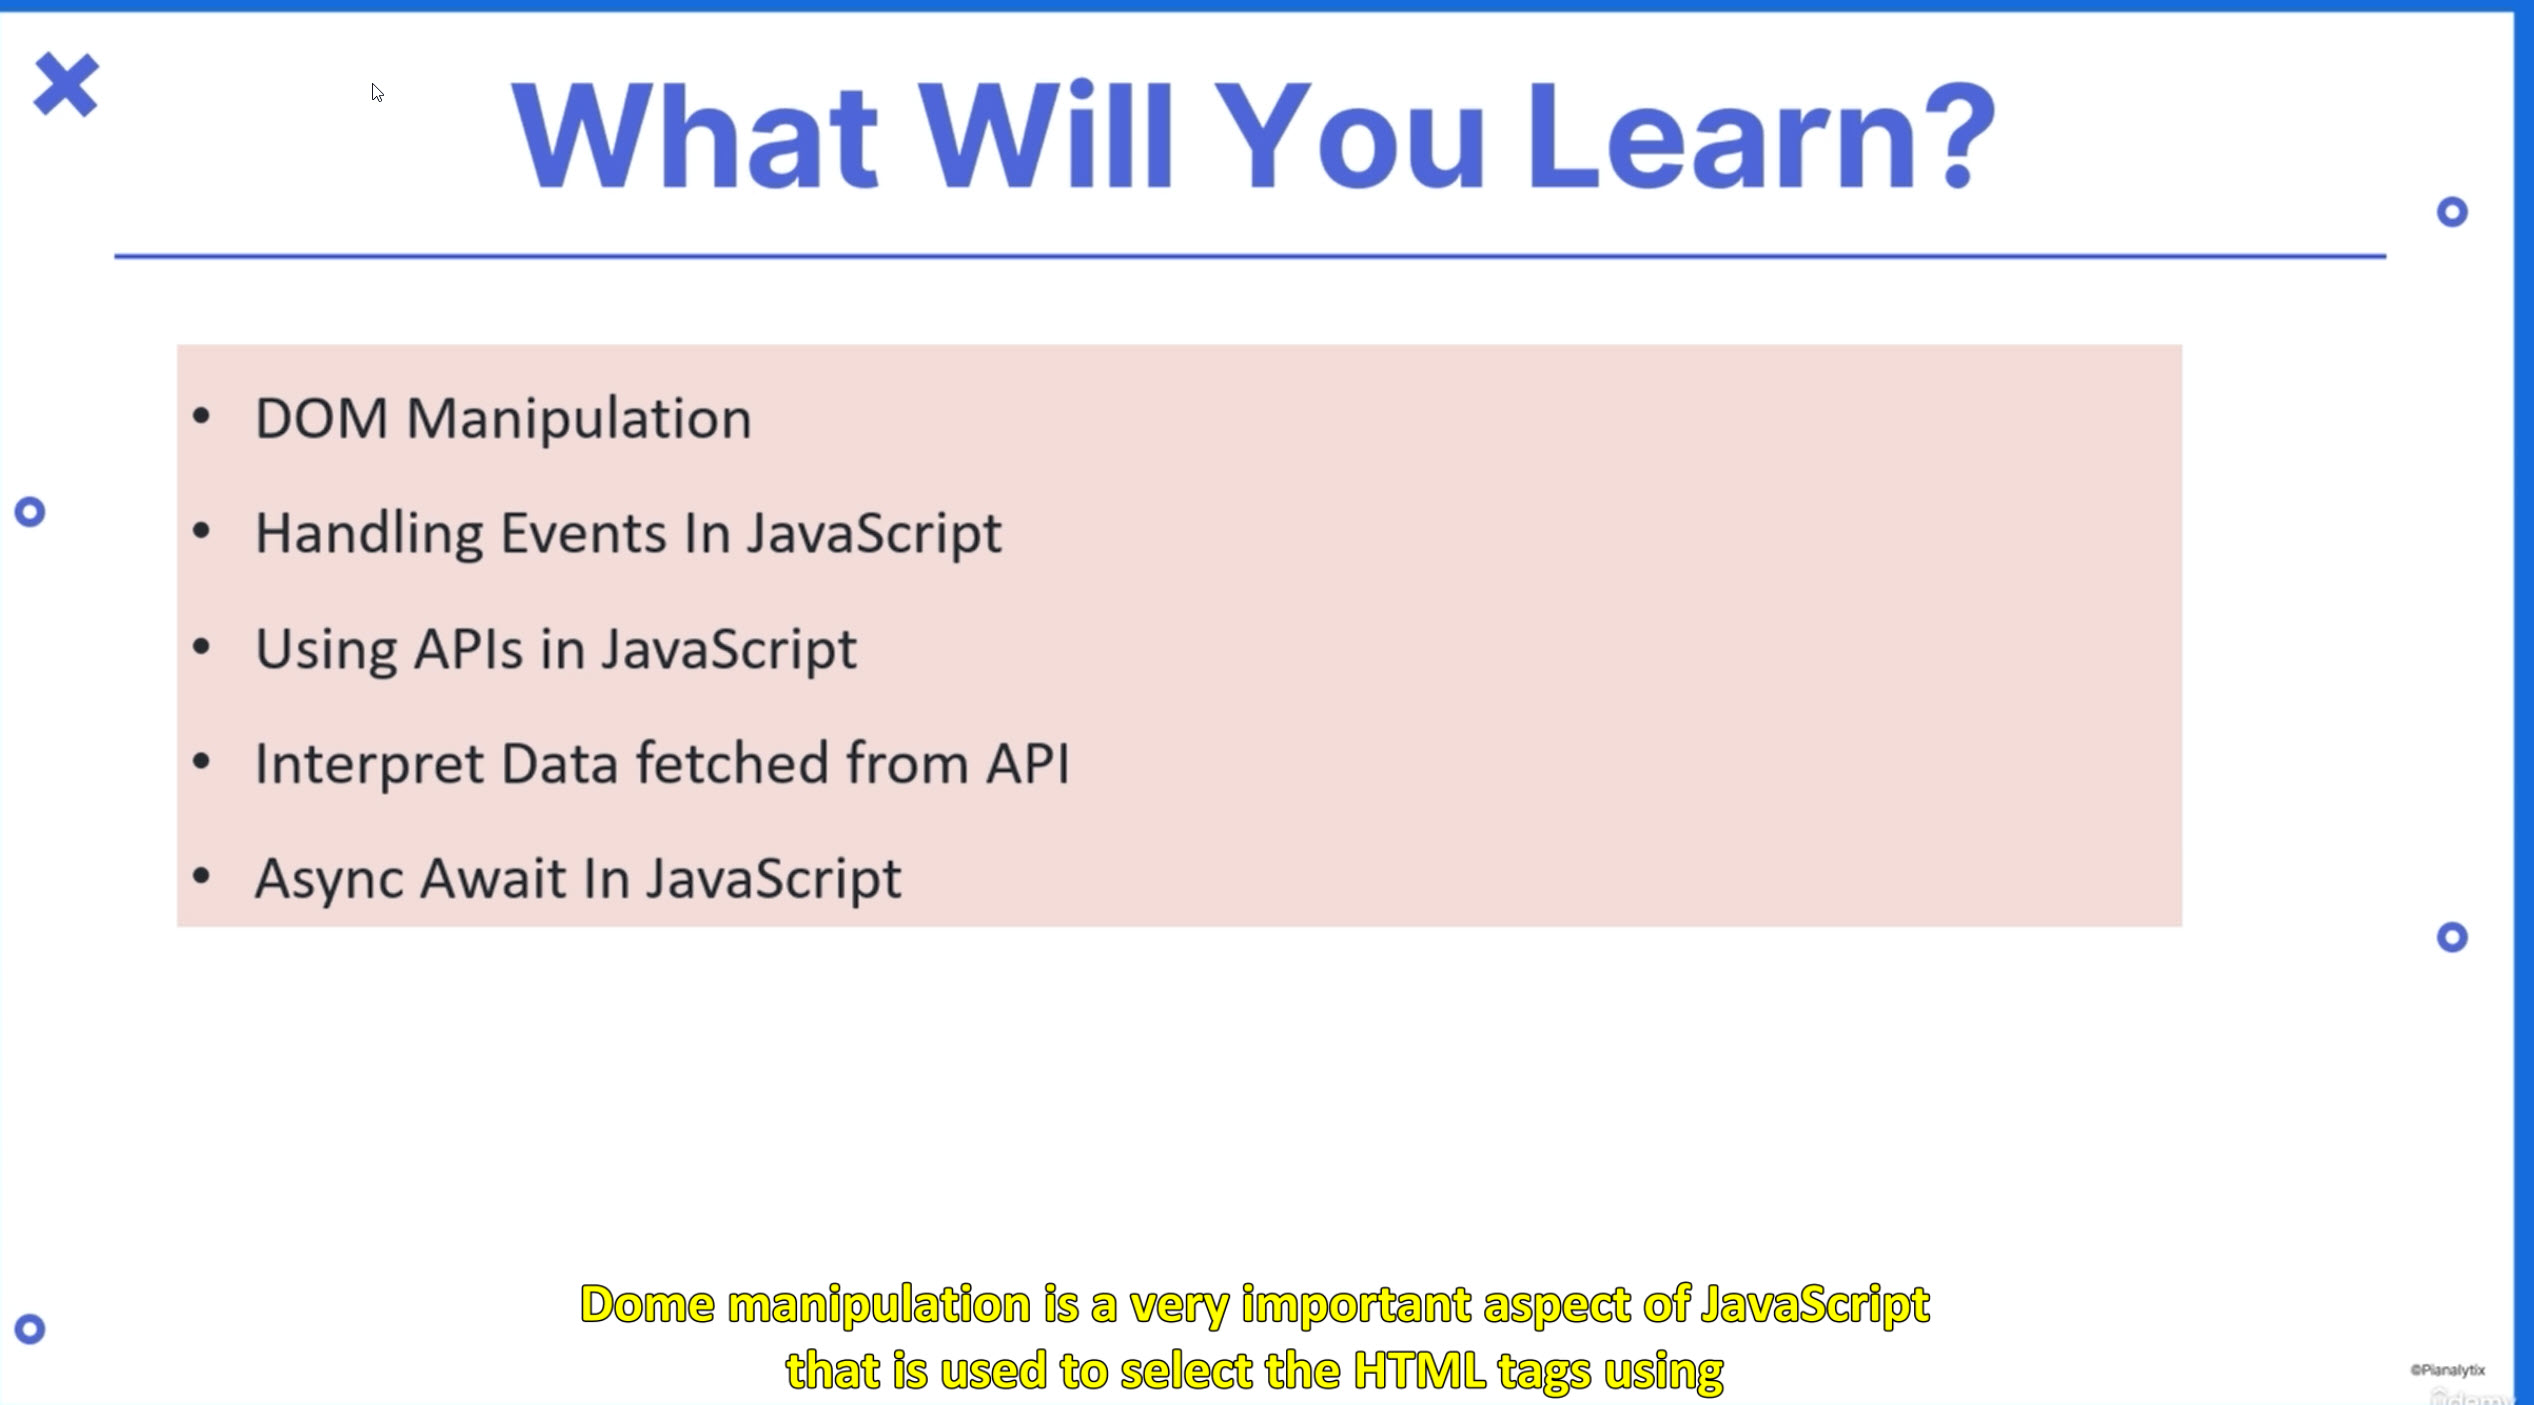 What Will You Learn?
• DOM Manipulation
• Handling Events In JavaScript
• Using APIs in JavaScript
• Interpret Data fetched from API
• Async Await In JavaScript
Dome manipulation is a very important aspect of JavaScript
that is used to select the HTML tags using
©Pianalytix